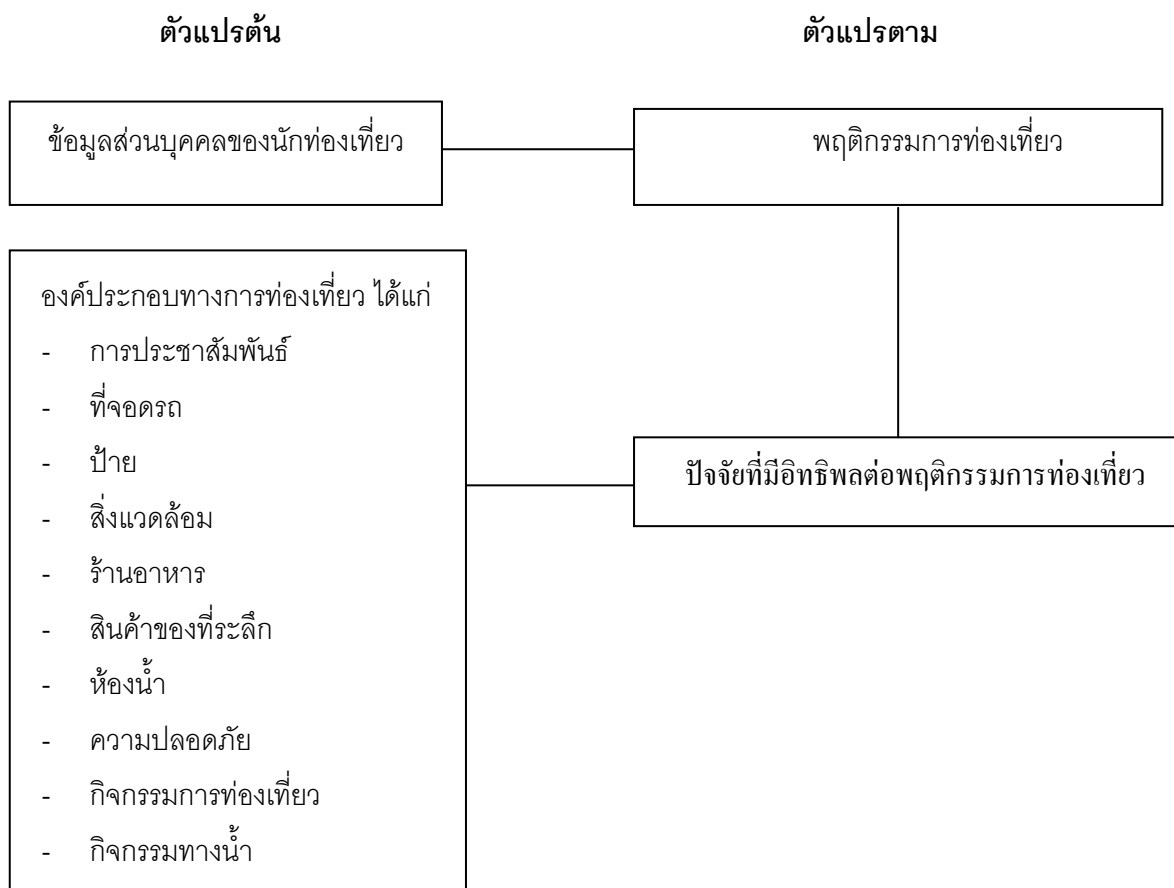 ตัวแปรต้น ตัวแปรตาม
ข้อมูลส่วนบุคคลของนักท่องเที่ยว พฤติกรรมการท่องเที่ยว
องค์ประกอบทางการท่องเที่ยว ได้แก่
- การประชาสัมพันธ์
- ที่จอดรถ
- ป้าย
- สิ่งแวดล้อม
- ร้านอาหาร
- สินค้าของที่ระลึก
- ห้องน้ำ
- ความปลอดภัย
- กิจกรรมการท่องเที่ยว
- กิจกรรมทางน้ำ
ปัจจัยที่มีอิทธิพลต่อพฤติกรรมการท่องเที่ยว